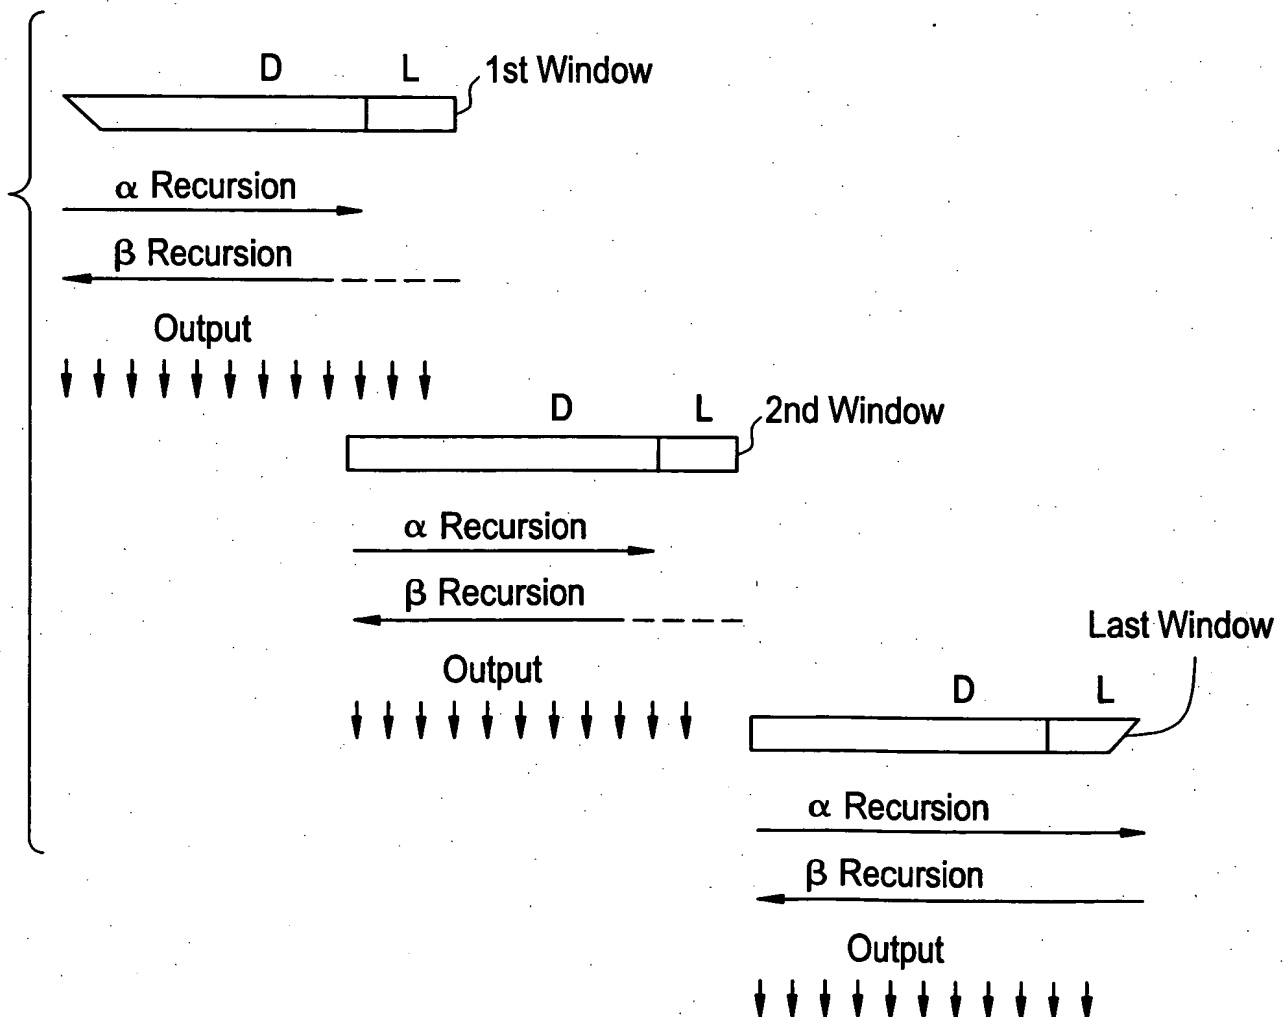 D L 1st Window
α Recursion
β Recursion
Output
D L 2nd Window
α Recursion
β Recursion
Output
Last Window
D L
α Recursion
β Recursion
Output